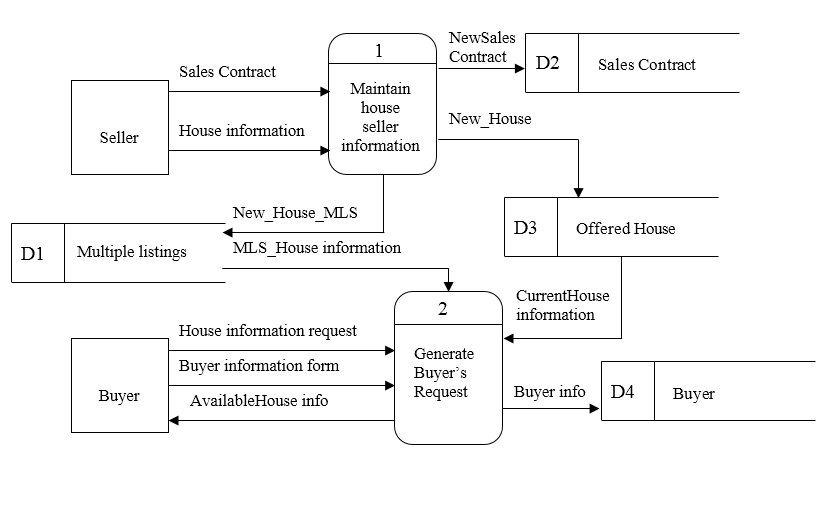 NewSales
Contract
1
D2
Sales Contract
Sales Contract
Maintain
house
seller
information
New_House
Seller
House information
New_House_MLS
D3
Offered House
D1
Multiple listings
MLS_House information
CurrentHouse
information
2
House information request
Generate
Buyer's
Request
Buyer information form
Buyer
AvailableHouse info
Buyer info
D4
Buyer